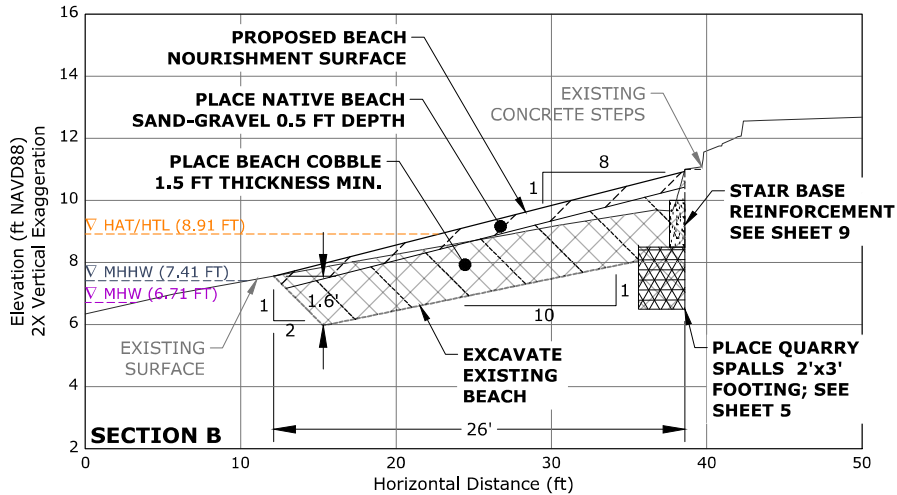 16
14
12
10
8
6
4
2
Elevation (ft NAVD88)
2X Vertical Exaggeration
PROPOSED BEACH
NOURISHMENT SURFACE
PLACE NATIVE BEACH
SAND-GRAVEL 0.5 FT DEPTH
PLACE BEACH COBBLE
1.5 FT THICKNESS MIN.
EXISTING
CONCRETE STEPS
8
1
STAIR BASE
REINFORCEMENT
SEE SHEET 9
HAT/HTL (8.91 FT)
MHHW (7.41 FT)
MHW (6.71 FT)
1
2
1.6'
1
10
EXISTING
SURFACE
EXCAVATE
EXISTING
BEACH
PLACE QUARRY
SPALLS 2'x3'
FOOTING; SEE
SHEET 5
SECTION B
26'
0
10
20
30
40
50
Horizontal Distance (ft)